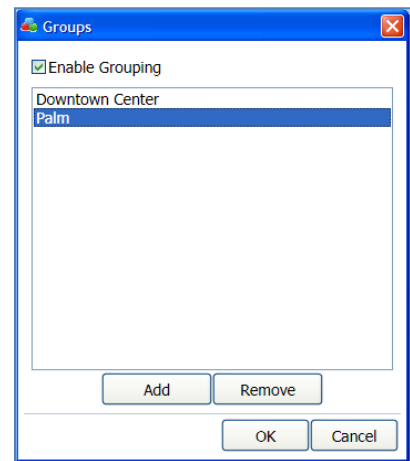 Groups
Enable Grouping
Downtown Center
Palm
Add Remove
OK Cancel